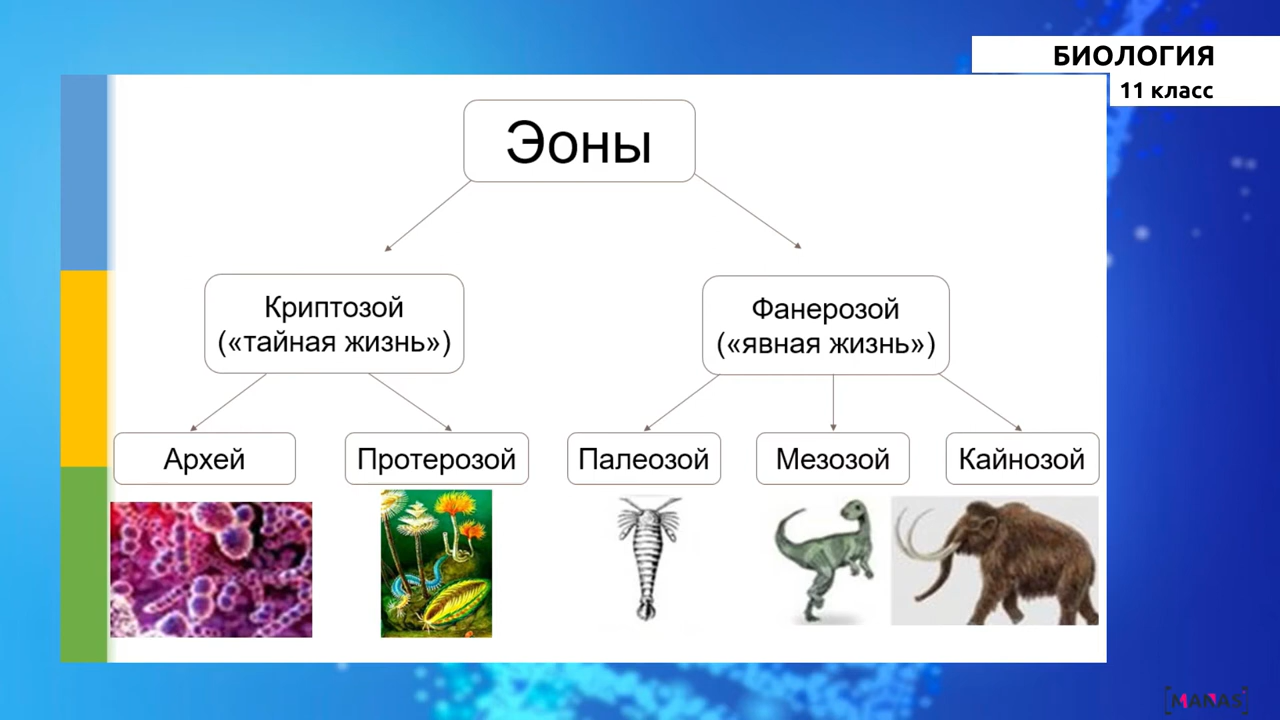 БИОЛОГИЯ
11 класс
Эоны
Криптозой
(«тайная жизнь»)
Фанерозой
(«явная жизнь»)
Архей
Протерозой
Палеозой
Мезозой
Кайнозой
[MANAS]